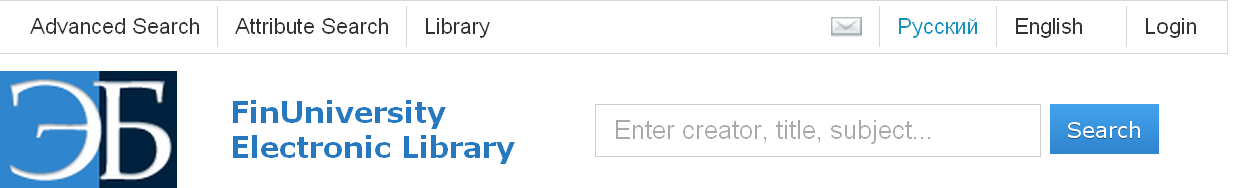 Advanced Search
Attribute Search
Library
Русский
English
Login
ЭБ
FinUniversity
Electronic Library
Enter creator, title, subject...
Search